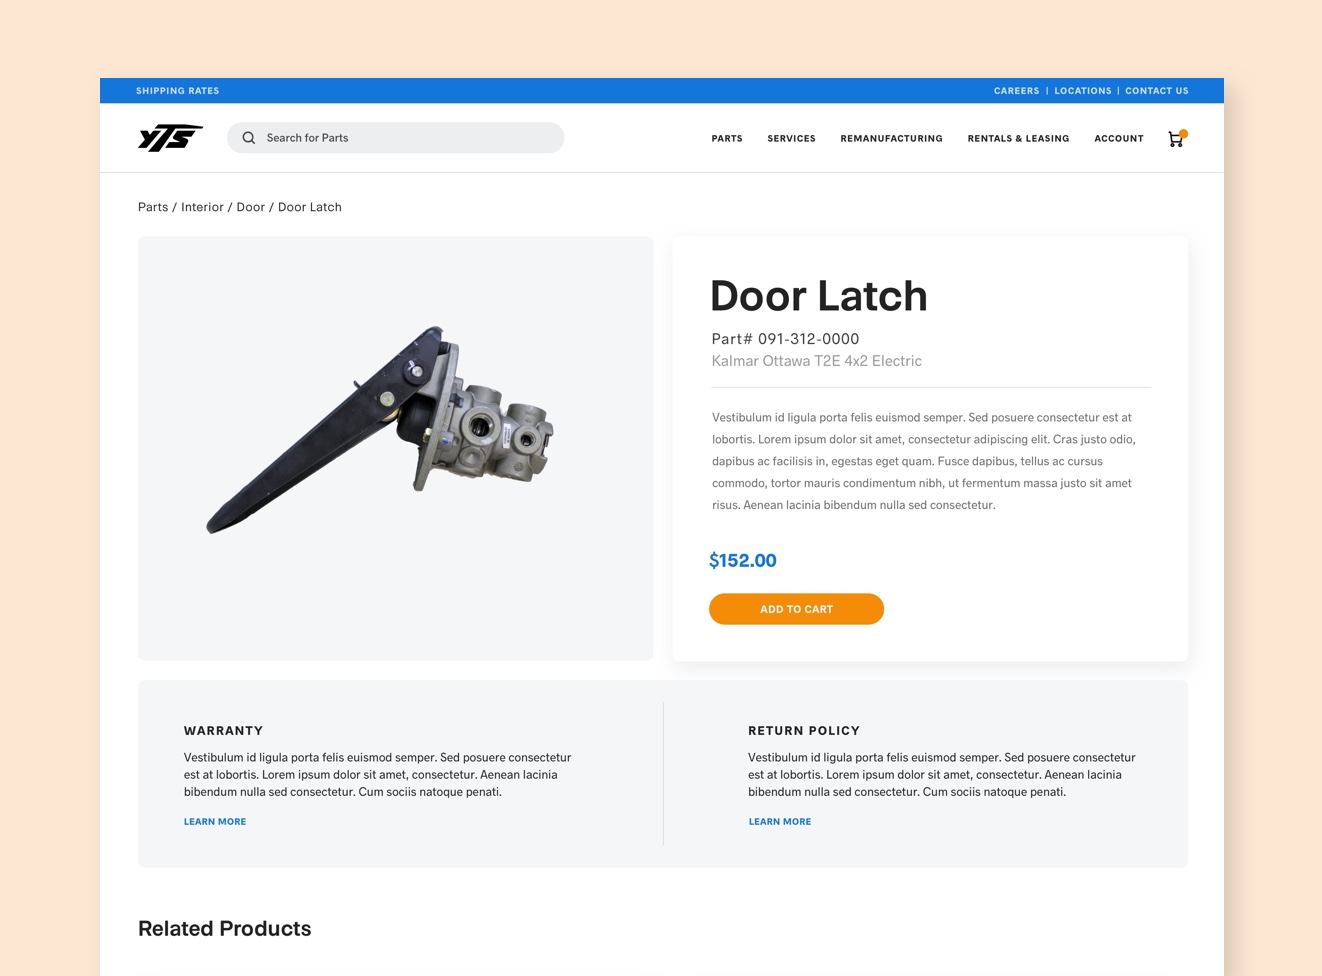 SHIPPING RATES
CAREERS | LOCATIONS | CONTACT US
YTS
Search for Parts
PARTS SERVICES REMANUFACTURING RENTALS & LEASING ACCOUNT
Parts / Interior / Door / Door Latch
Door Latch
Part# 091-312-0000
Kalmar Ottawa T2E 4x2 Electric
Vestibulum id ligula porta felis euismod semper. Sed posuere consectetur est at
lobortis. Lorem ipsum dolor sit amet, consectetur adipiscing elit. Cras justo odio,
dapibus ac facilisis in, egestas eget quam. Fusce dapibus, tellus ac cursus
commodo, tortor mauris condimentum nibh, ut fermentum massa justo sit amet
risus. Aenean lacinia bibendum nulla sed consectetur.
$152.00
ADD TO CART
WARRANTY
Vestibulum id ligula porta felis euismod semper. Sed posuere consectetur
est at lobortis. Lorem ipsum dolor sit amet, consectetur. Aenean lacinia
bibendum nulla sed consectetur. Cum sociis natoque penati.
LEARN MORE
RETURN POLICY
Vestibulum id ligula porta felis euismod semper. Sed posuere consectetur
est at lobortis. Lorem ipsum dolor sit amet, consectetur. Aenean lacinia
bibendum nulla sed consectetur. Cum sociis natoque penati.
LEARN MORE
Related Products